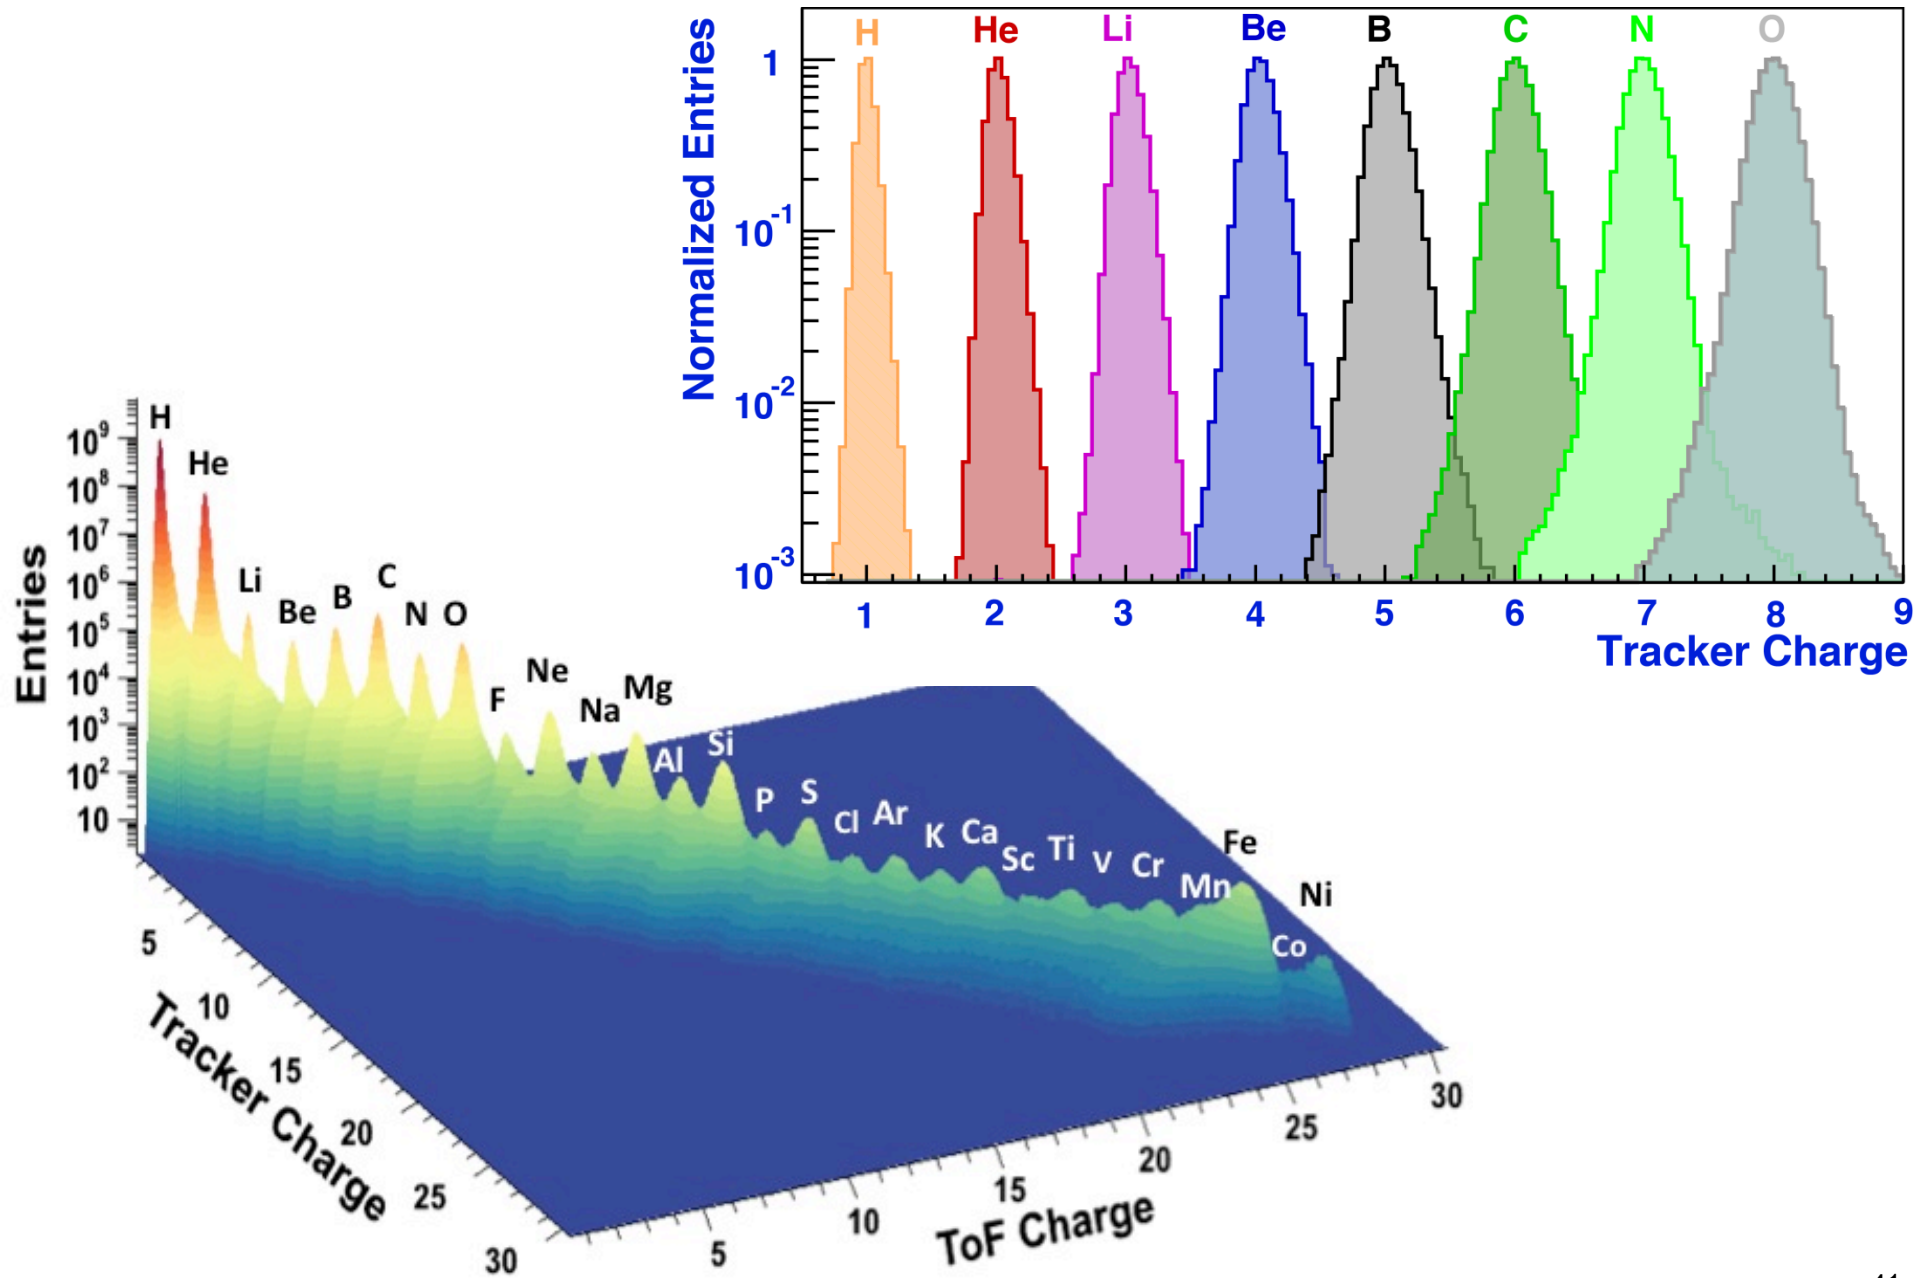 H He Li Be B C N O
Normalized Entries
1
10-1
10-2
10-3
1 2 3 4 5 6 7 8 9
Tracker Charge
Entries
10^9
10^8
10^7
10^6
10^5
10^4
10^3
10^2
10
H
He
Li
Be
B
C
N
O
F
Ne
Na
Mg
Al
Si
P
S
Cl
Ar
K
Ca
Sc
Ti
V
Cr
Mn
Fe
Co
Ni
5
10
15
20
25
30
Tracker Charge
5
10
15
20
25
30
ToF Charge